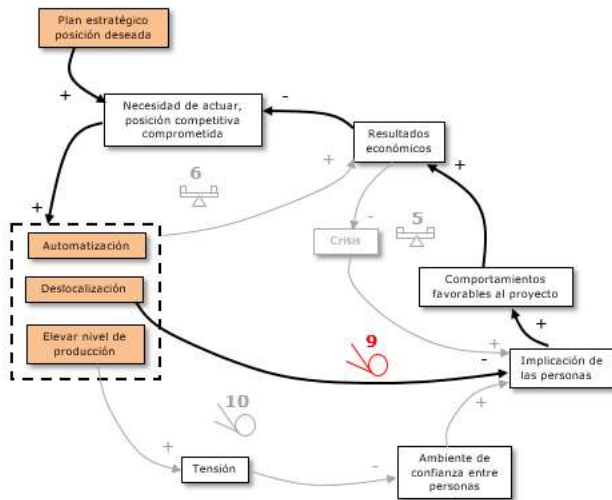 Plan estratégico
posición deseada
+
-
Necesidad de actuar,
posición competitiva
comprometida
Resultados
económicos
+
6
+
+
-
5
Crisis
Automatización
Deslocalización
Elevar nivel de
producción
Comportamientos
favorables al proyecto
+
9
+
-
Implicación de
las personas
10
+
+
Tensión
-
Ambiente de
confianza entre
personas